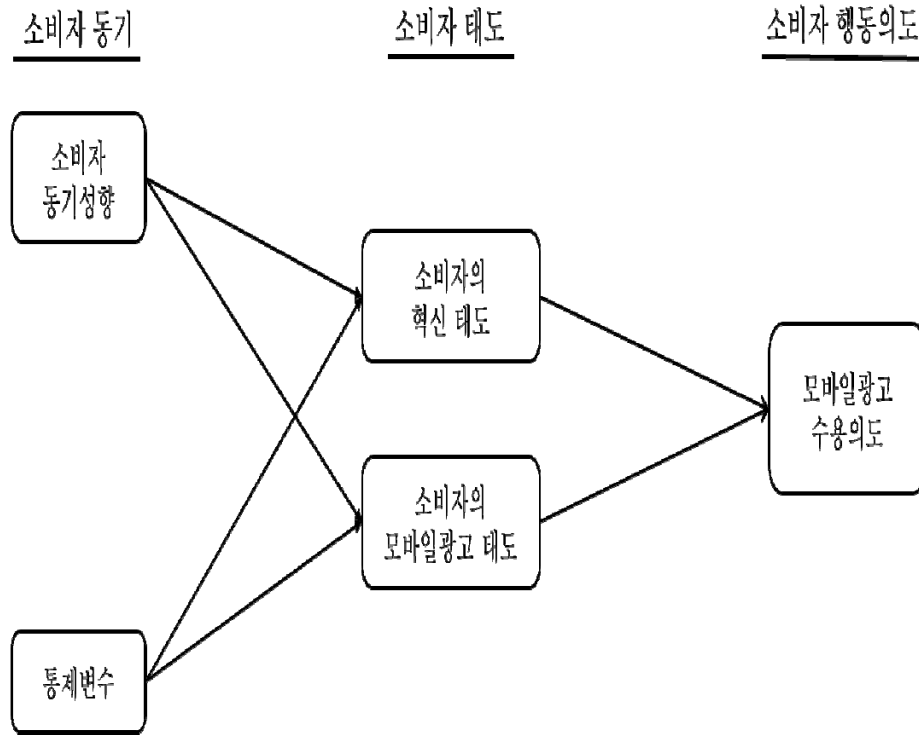 소비자 동기
소비자 태도
소비자 행동의도
소비자
동기성향
소비자의
혁신 태도
모바일광고
수용의도
소비자의
모바일광고 태도
통제변수